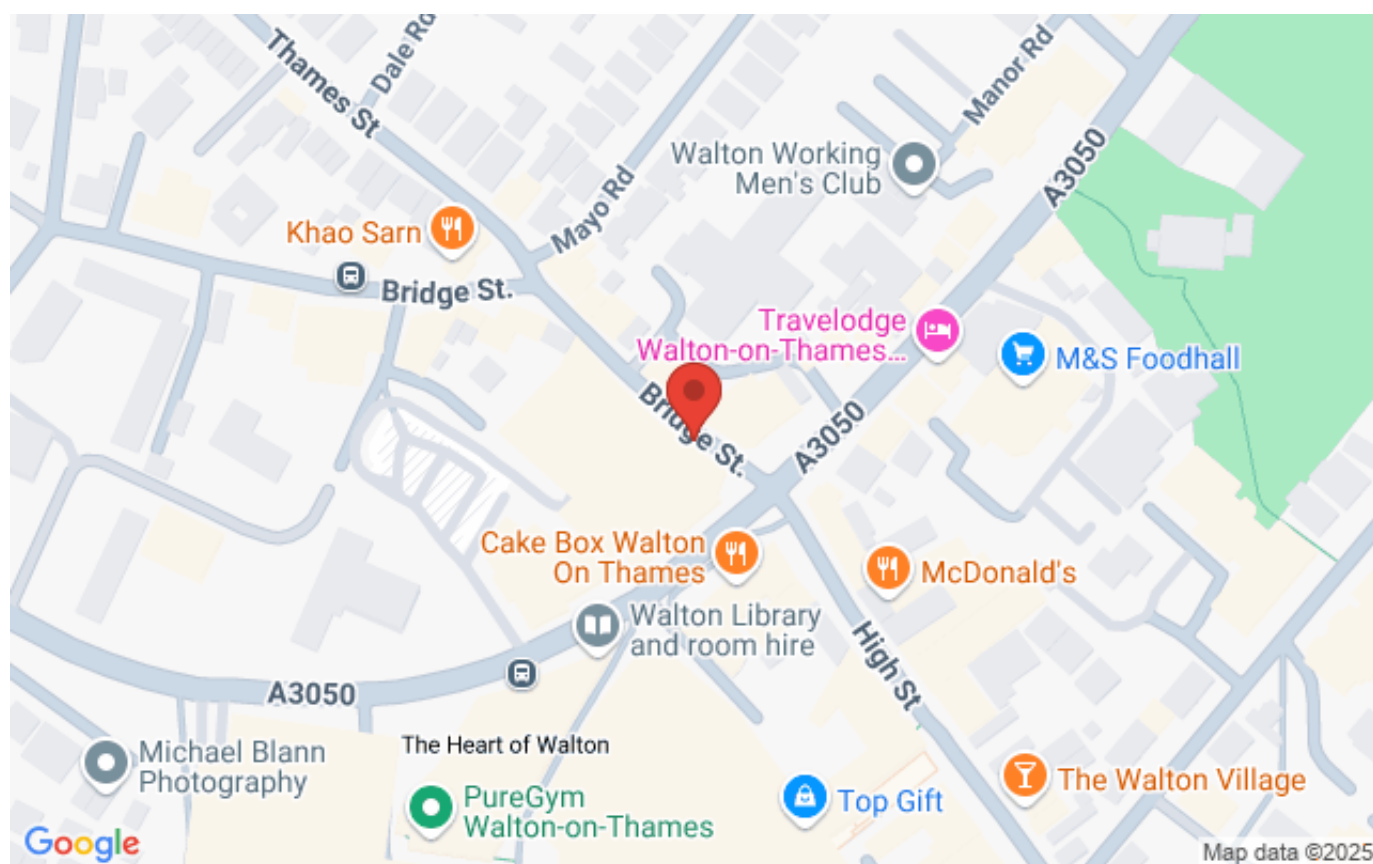 Thames St
Dale Rd
Manor Rd
Walton Working
Men's Club
A3050
Khao Sarn
Mayo Rd
Bridge St.
Travelodge
Walton-on-Thames...
M&S Foodhall
Bridge St.
A3050
Cake Box Walton
On Thames
McDonald's
Walton Library
and room hire
High St
A3050
Michael Blann
Photography
The Heart of Walton
PureGym
Walton-on-Thames
Top Gift
The Walton Village
Google
Map data ©2025